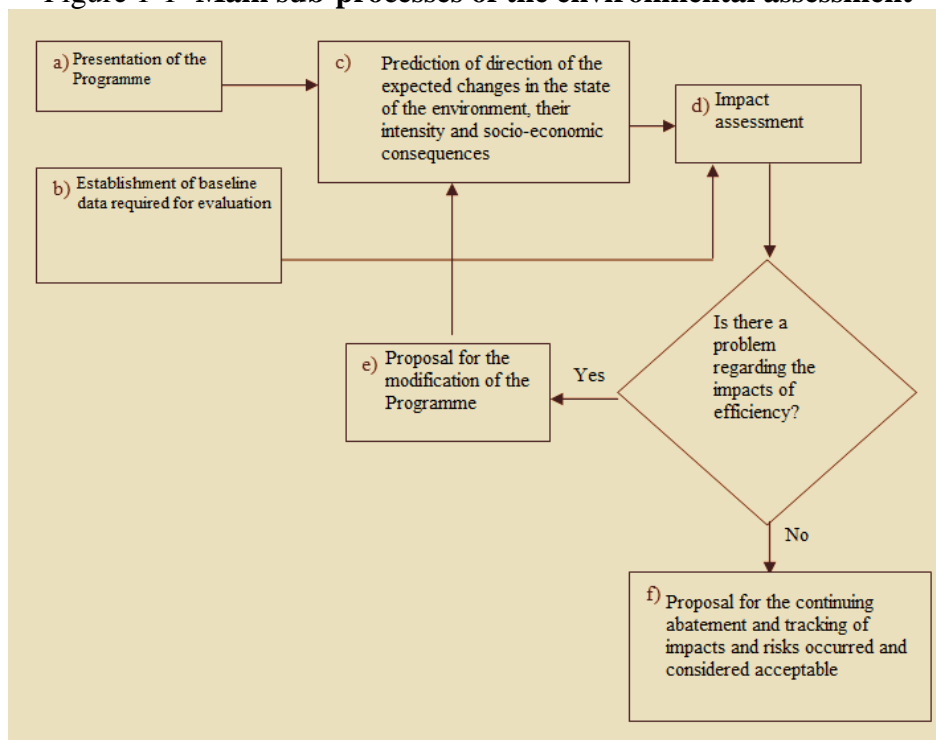 Figure 1-1 Main sub-processes of the environmental assessment
a) Presentation of the
Programme
c) Prediction of direction of the
expected changes in the state
of the environment, their
intensity and socio-economic
consequences
d) Impact
assessment
b) Establishment of baseline
data required for evaluation
Is there a
problem
regarding the
impacts of
efficiency?
e) Proposal for the
modification of the
Programme
Yes
No
f) Proposal for the continuing
abatement and tracking of
impacts and risks occurred and
considered acceptable